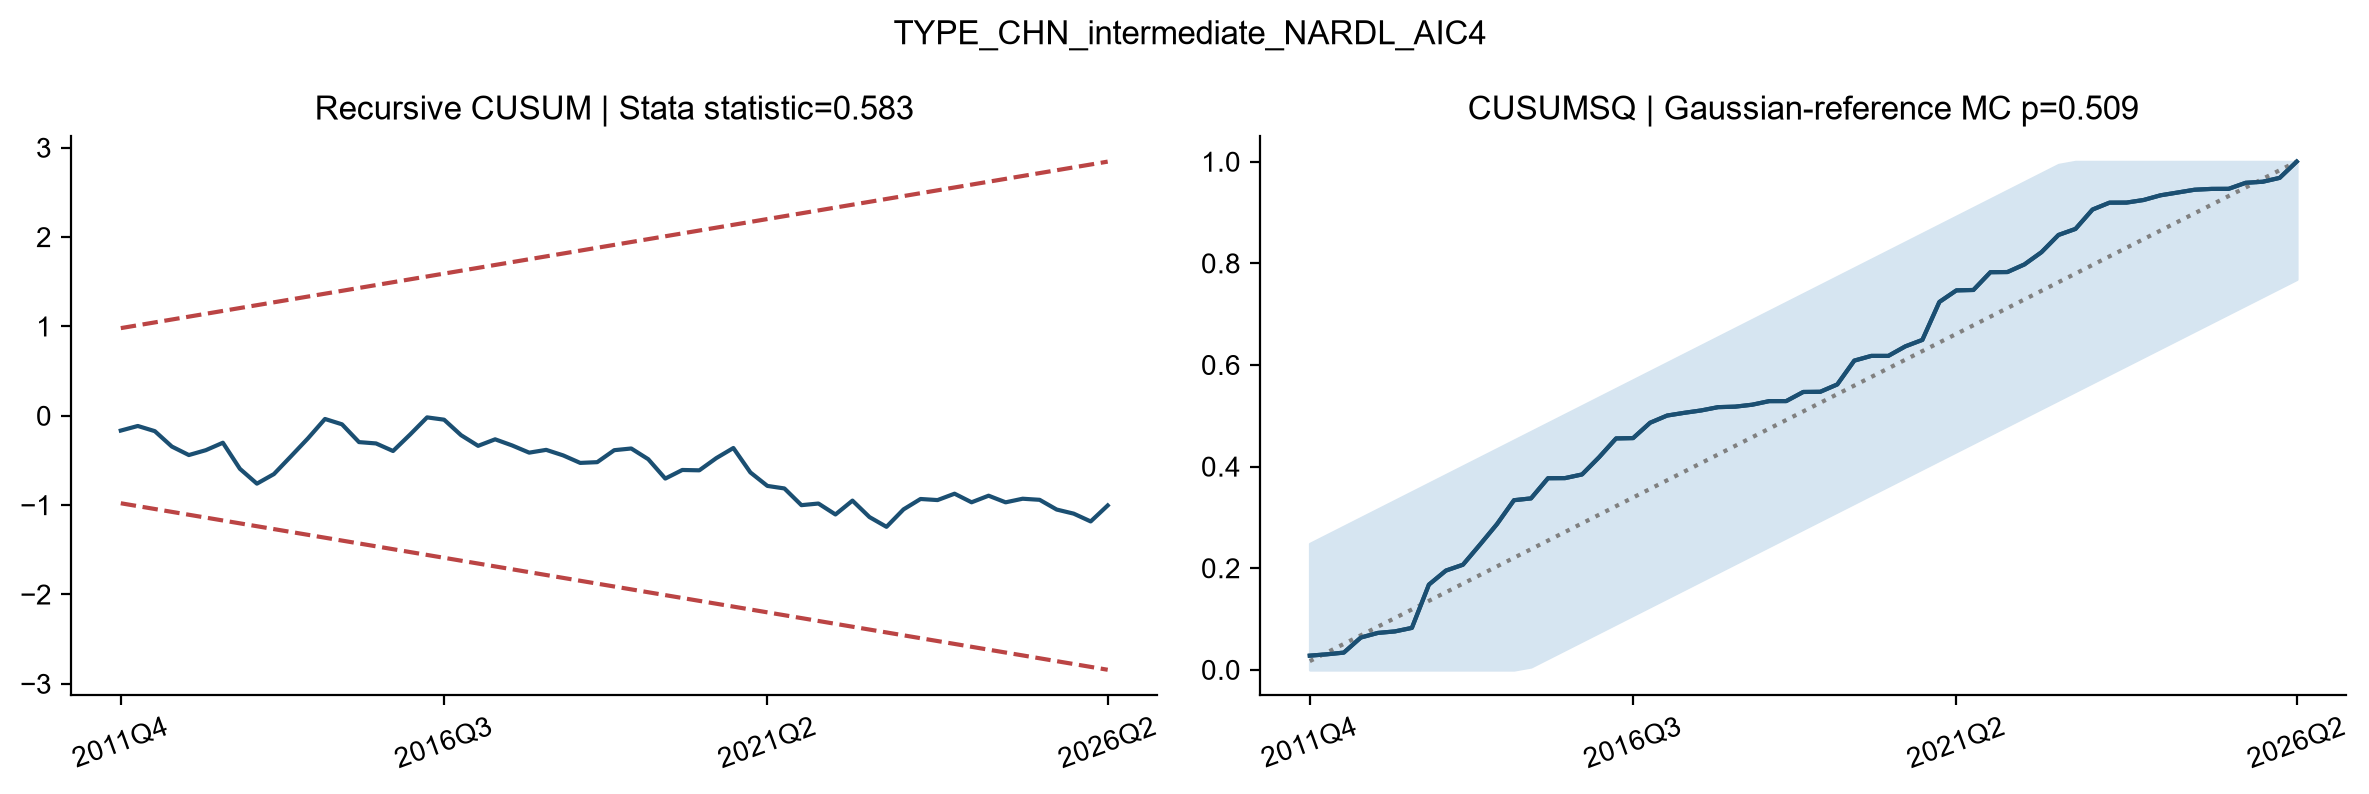 TYPE_CHN_intermediate_NARDL_AIC4
Recursive CUSUM | Stata statistic=0.583
3
2
1
0
−1
−2
−3
2011Q4
2016Q3
2021Q2
2026Q2
CUSUMSQ | Gaussian-reference MC p=0.509
1.0
0.8
0.6
0.4
0.2
0.0
2011Q4
2016Q3
2021Q2
2026Q2